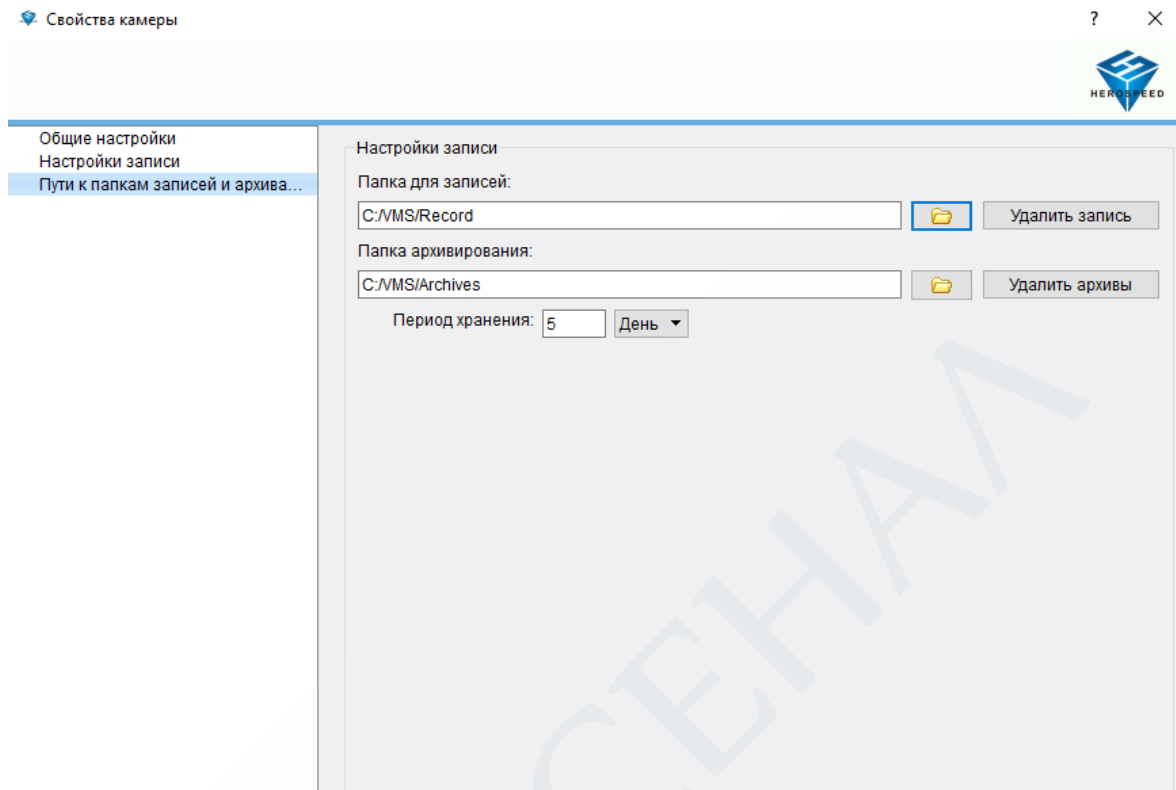 Свойства камеры
?
HEROSPEED
Общие настройки
Настройки записи
Пути к папкам записей и архива...
Настройки записи
Папка для записей:
C:/VMS/Record
Удалить запись
Папка архивирования:
C:/VMS/Archives
Удалить архивы
Период хранения: 5 День
СЕНАЛ